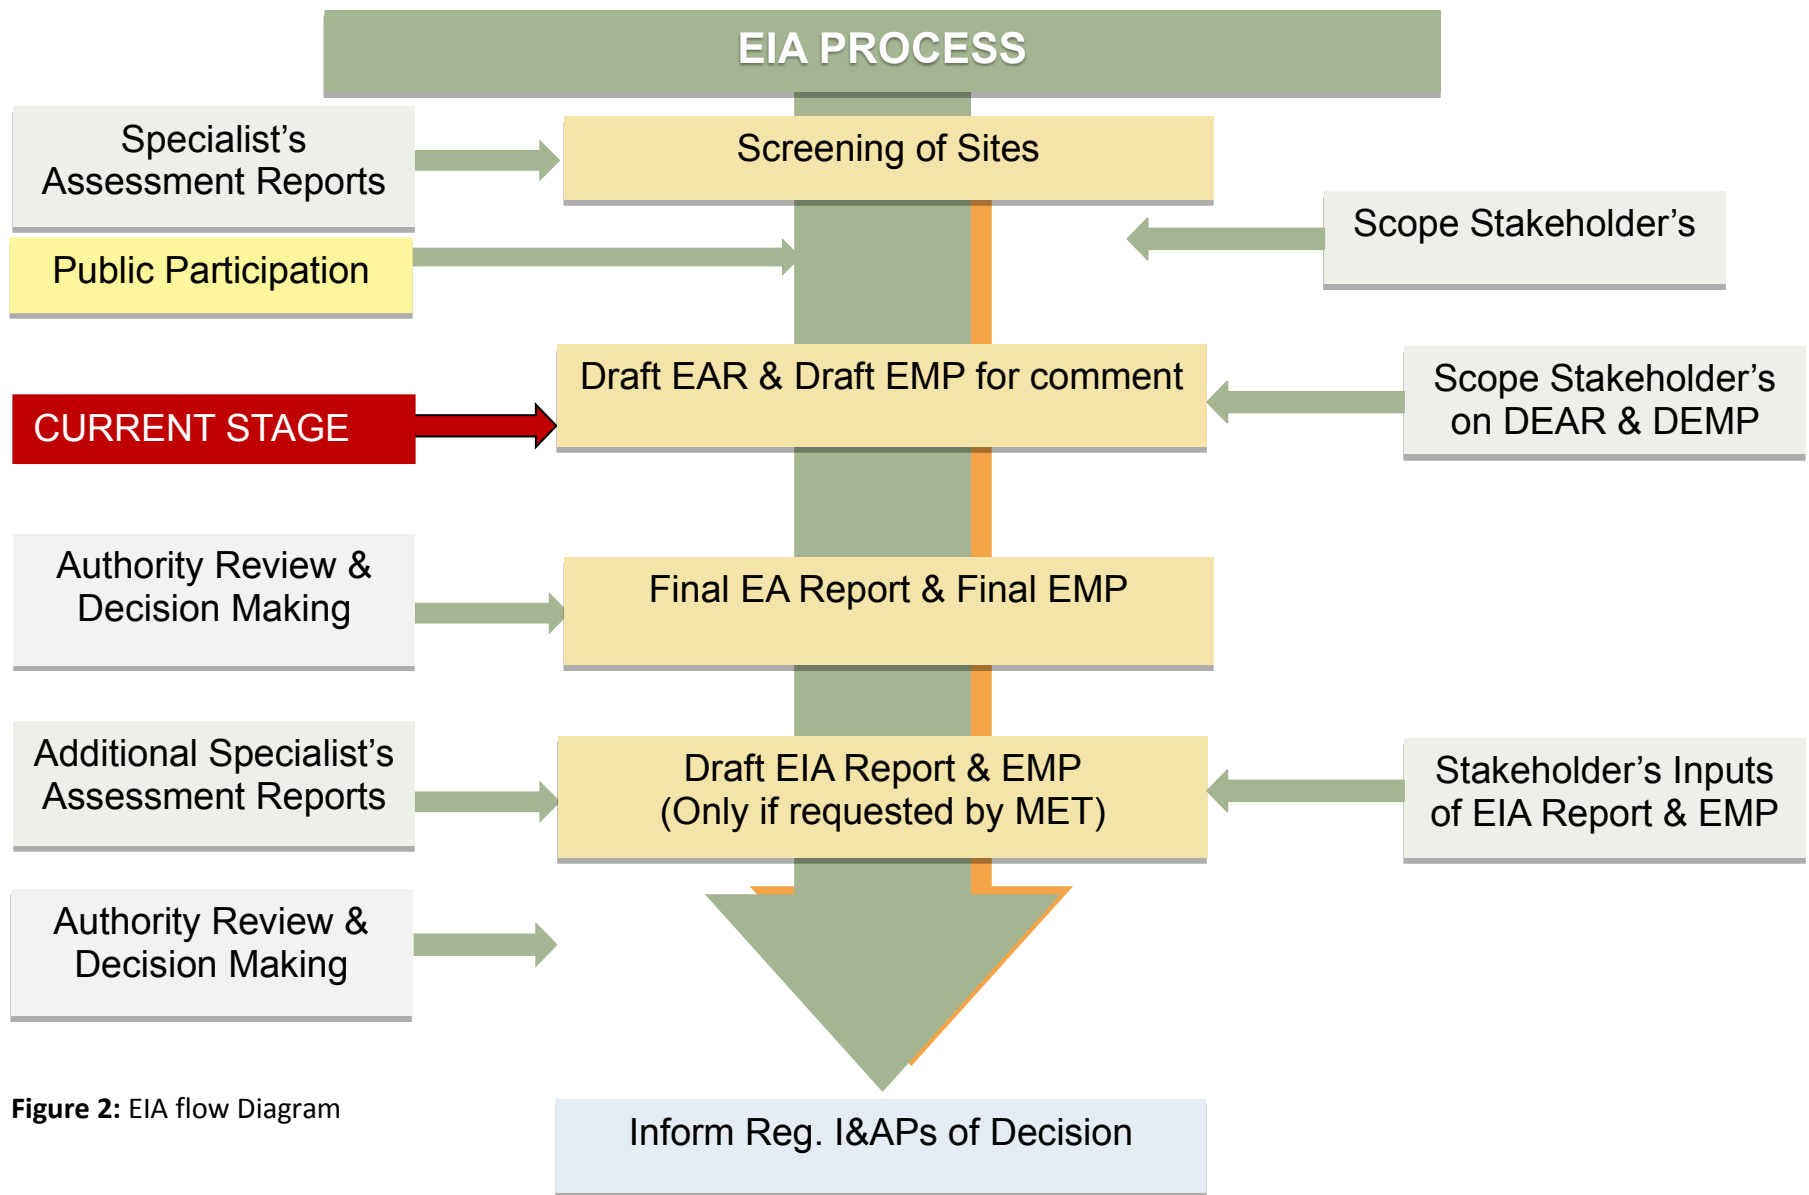 EIA PROCESS
Specialist's
Assessment Reports
Screening of Sites
Scope Stakeholder's
Public Participation
Draft EAR & Draft EMP for comment
Scope Stakeholder's
on DEAR & DEMP
CURRENT STAGE
Authority Review &
Decision Making
Final EA Report & Final EMP
Additional Specialist's
Assessment Reports
Draft EIA Report & EMP
(Only if requested by MET)
Stakeholder's Inputs
of EIA Report & EMP
Authority Review &
Decision Making
Figure 2: EIA flow Diagram
Inform Reg. I&APs of Decision